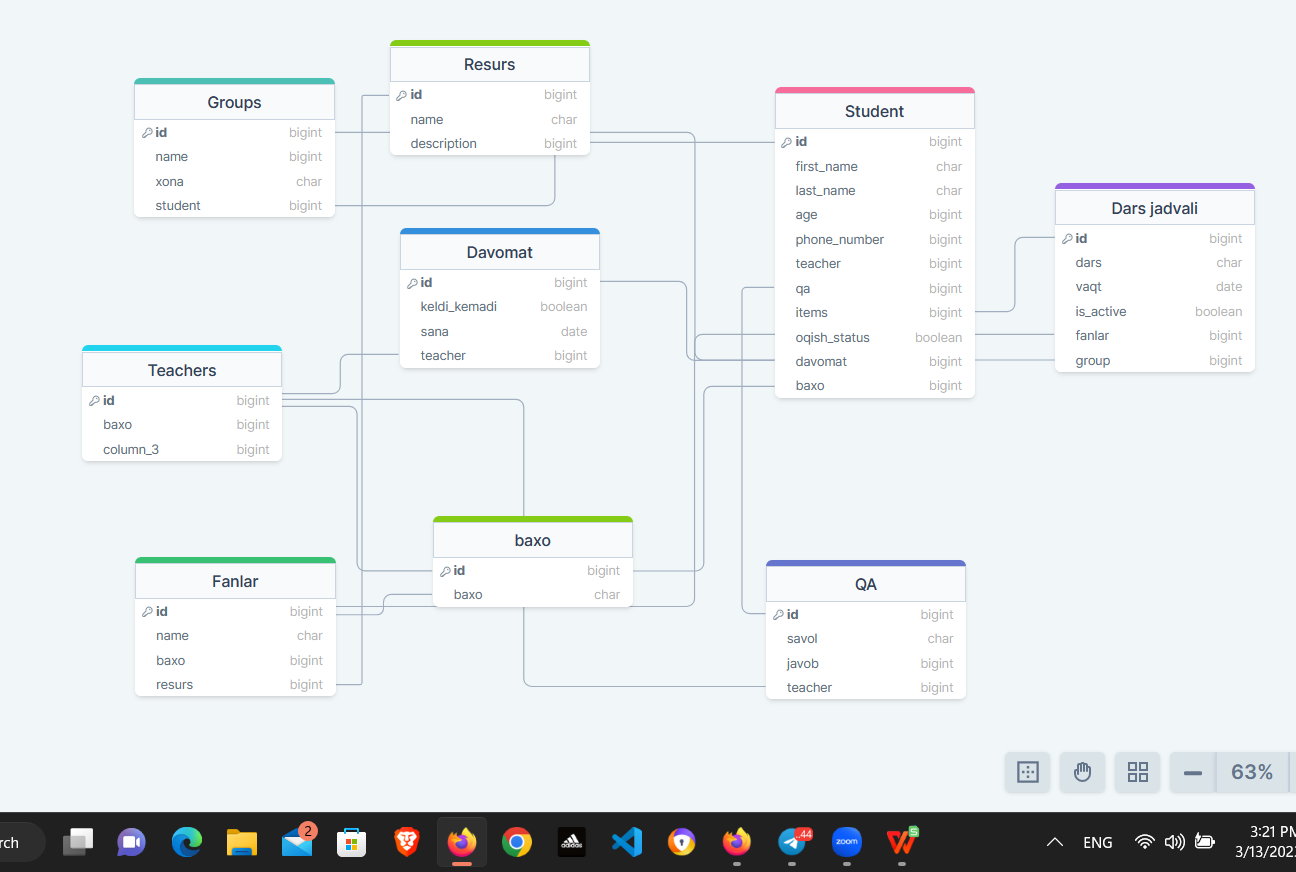 Resurs
id bigint
name char
description bigint
Groups
id bigint
name bigint
xona char
student bigint
Student
id bigint
first_name char
last_name char
age bigint
phone_number bigint
teacher bigint
qa bigint
items bigint
oqish_status boolean
davomat bigint
baxo bigint
Dars jadvali
id bigint
dars char
vaqt date
is_active boolean
fanlar bigint
group bigint
Davomat
id bigint
keldi_kemadi boolean
sana date
teacher bigint
Teachers
id bigint
baxo bigint
column_3 bigint
baxo
id bigint
baxo char
Fanlar
id bigint
name char
baxo bigint
resurs bigint
QA
id bigint
savol char
javob bigint
teacher bigint
63%
rch
2
adidas
.44
zoom
S
ENG
3:21 PM
3/13/202